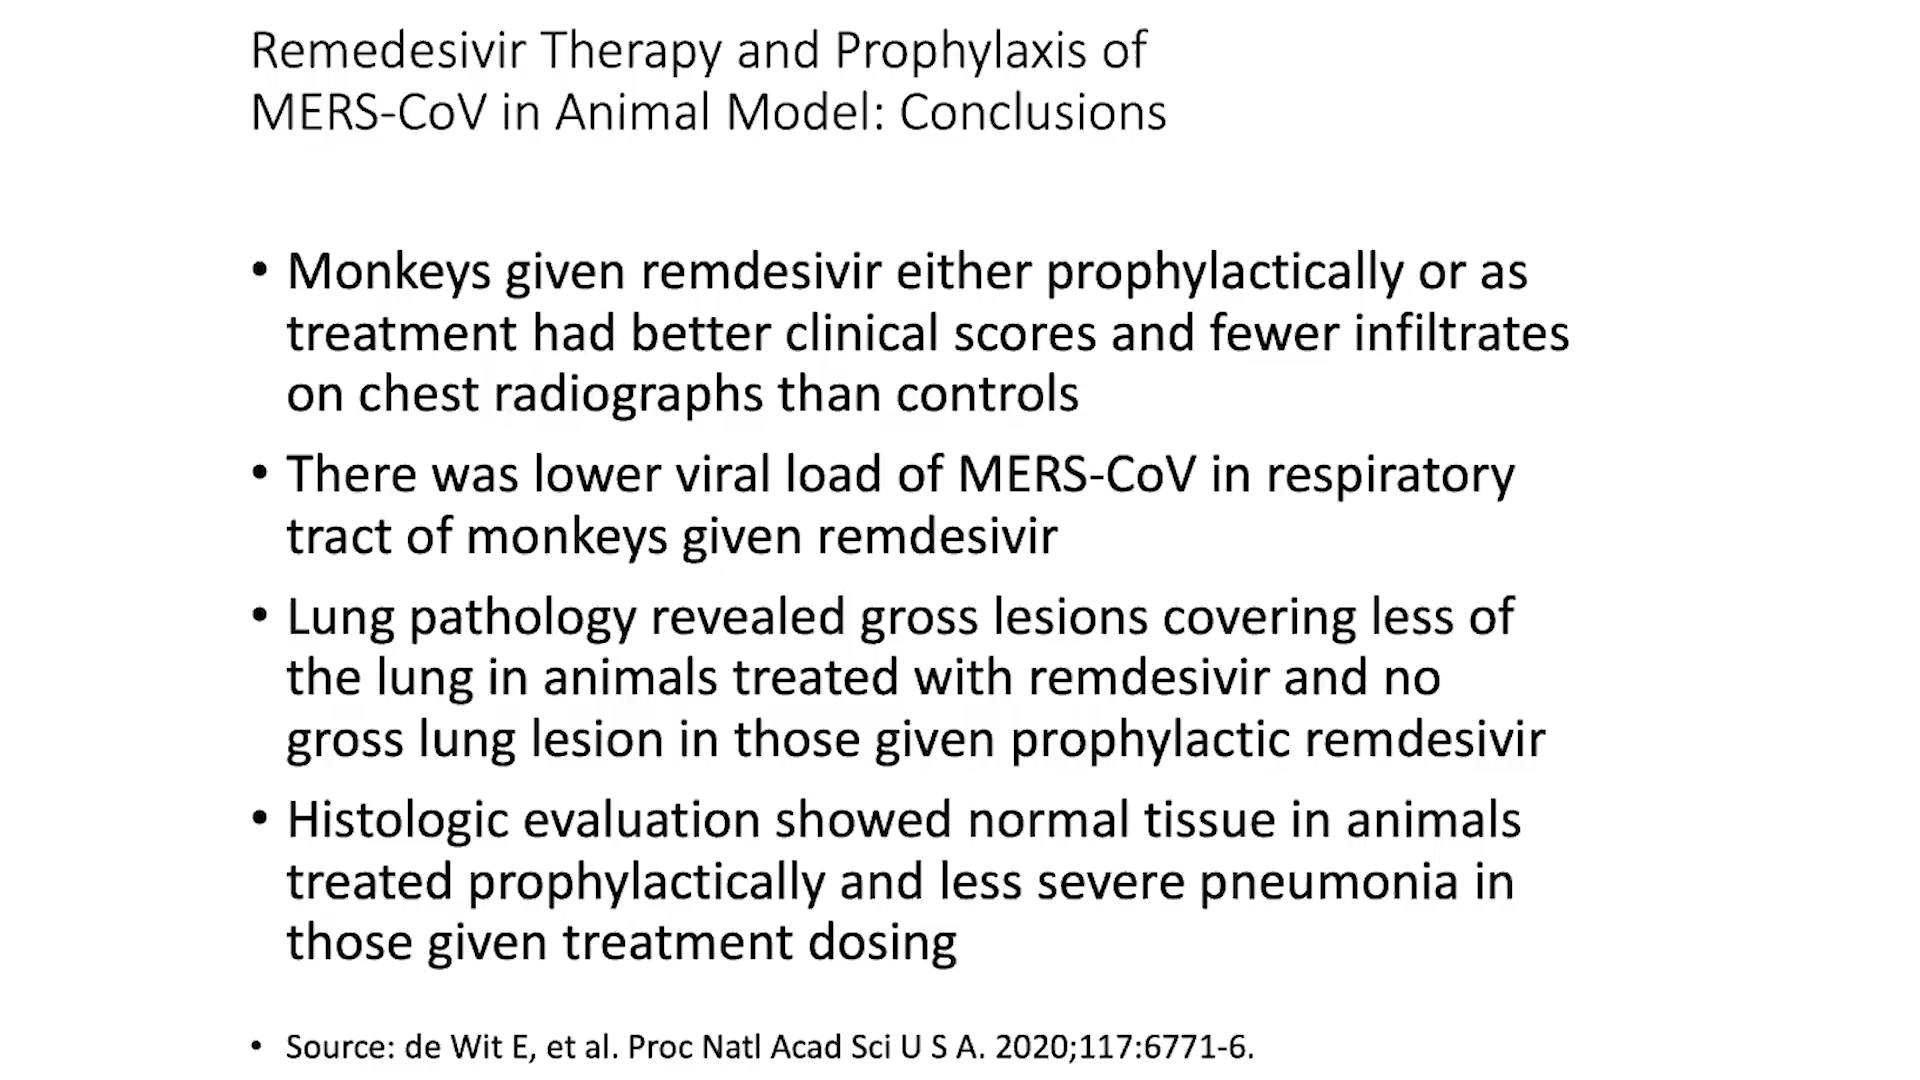 Remedesivir Therapy and Prophylaxis of
MERS-CoV in Animal Model: Conclusions
• Monkeys given remdesivir either prophylactically or as
treatment had better clinical scores and fewer infiltrates
on chest radiographs than controls
• There was lower viral load of MERS-CoV in respiratory
tract of monkeys given remdesivir
• Lung pathology revealed gross lesions covering less of
the lung in animals treated with remdesivir and no
gross lung lesion in those given prophylactic remdesivir
• Histologic evaluation showed normal tissue in animals
treated prophylactically and less severe pneumonia in
those given treatment dosing
• Source: de Wit E, et al. Proc Natl Acad Sci U S A. 2020;117:6771-6.